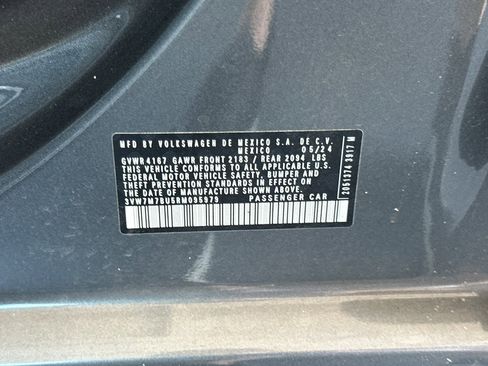 MFD BY VOLKSWAGEN DE MEXICO S.A. DE C.V.
MEXICO 05/24
GVWR 4167 GAWR FRONT 2183 / REAR 2094 LBS
THIS VEHICLE CONFORMS TO ALL APPLICABLE U.S.
FEDERAL MOTOR VEHICLE SAFETY, BUMPER AND
THEFT PREVENTION STANDARDS IN EFFECT ON
THE DATE OF MANUFACTURE SHOWN ABOVE.
3VW7M7BU5RM095979 PASSENGER CAR
2051374 3917 M